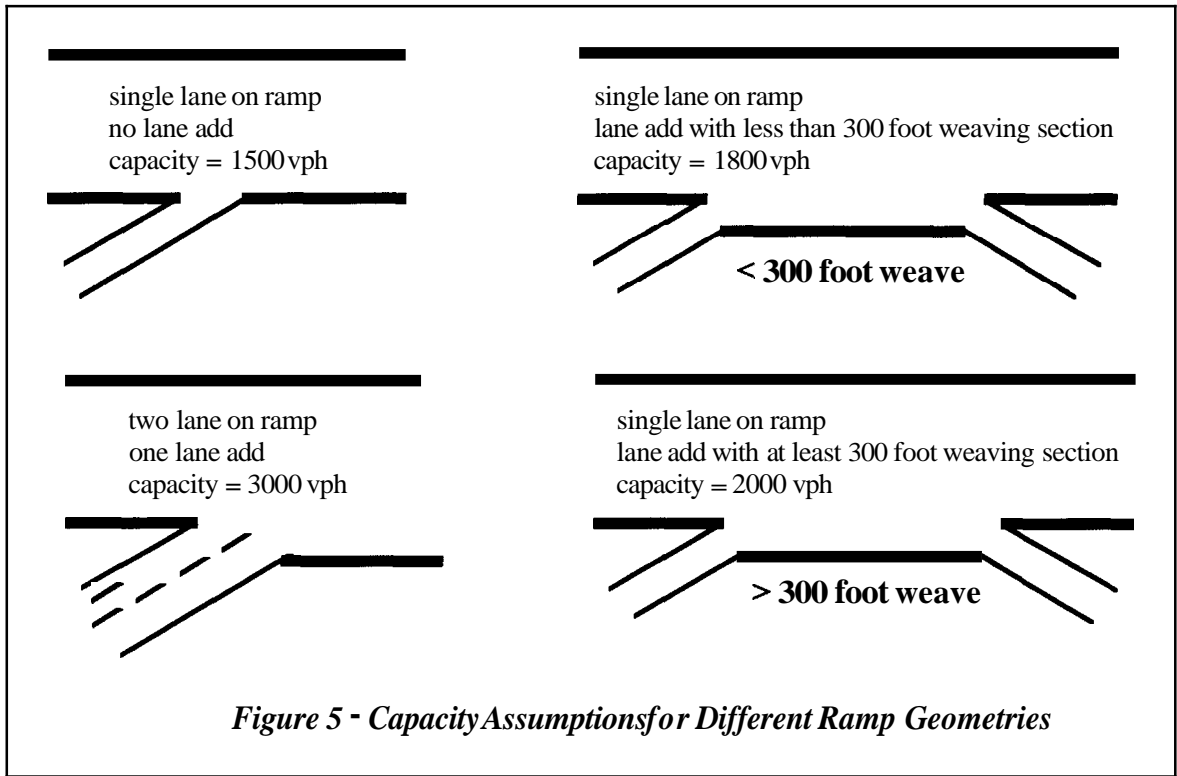 single lane on ramp
no lane add
capacity = 1500 vph
single lane on ramp
lane add with less than 300 foot weaving section
capacity = 1800 vph
< 300 foot weave
two lane on ramp
one lane add
capacity = 3000 vph
single lane on ramp
lane add with at least 300 foot weaving section
capacity = 2000 vph
> 300 foot weave
Figure 5 - Capacity Assumptionsfor Different Ramp Geometries